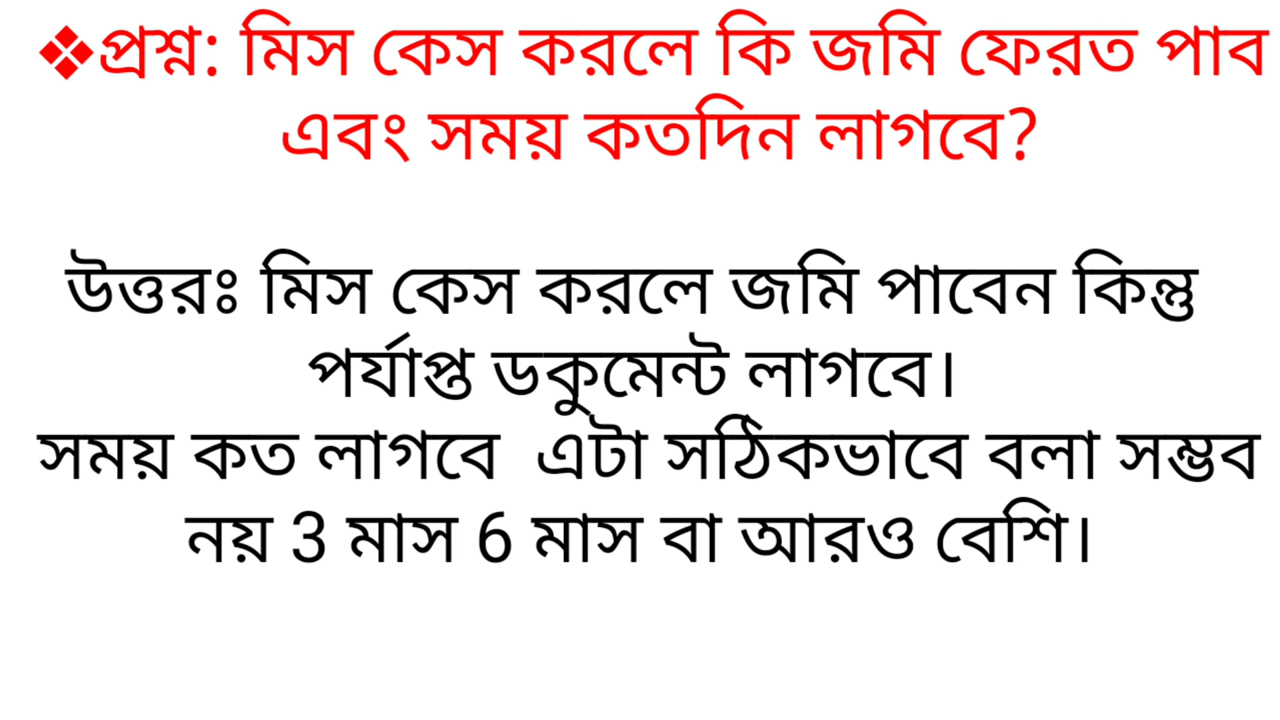 ❖প্রশ্ন: মিস কেস করলে কি জমি ফেরত পাব
এবং সময় কতদিন লাগবে?
উত্তরঃ মিস কেস করলে জমি পাবেন কিন্তু
পর্যাপ্ত ডকুমেন্ট লাগবে।
সময় কত লাগবে এটা সঠিকভাবে বলা সম্ভব
নয় 3 মাস 6 মাস বা আরও বেশি।